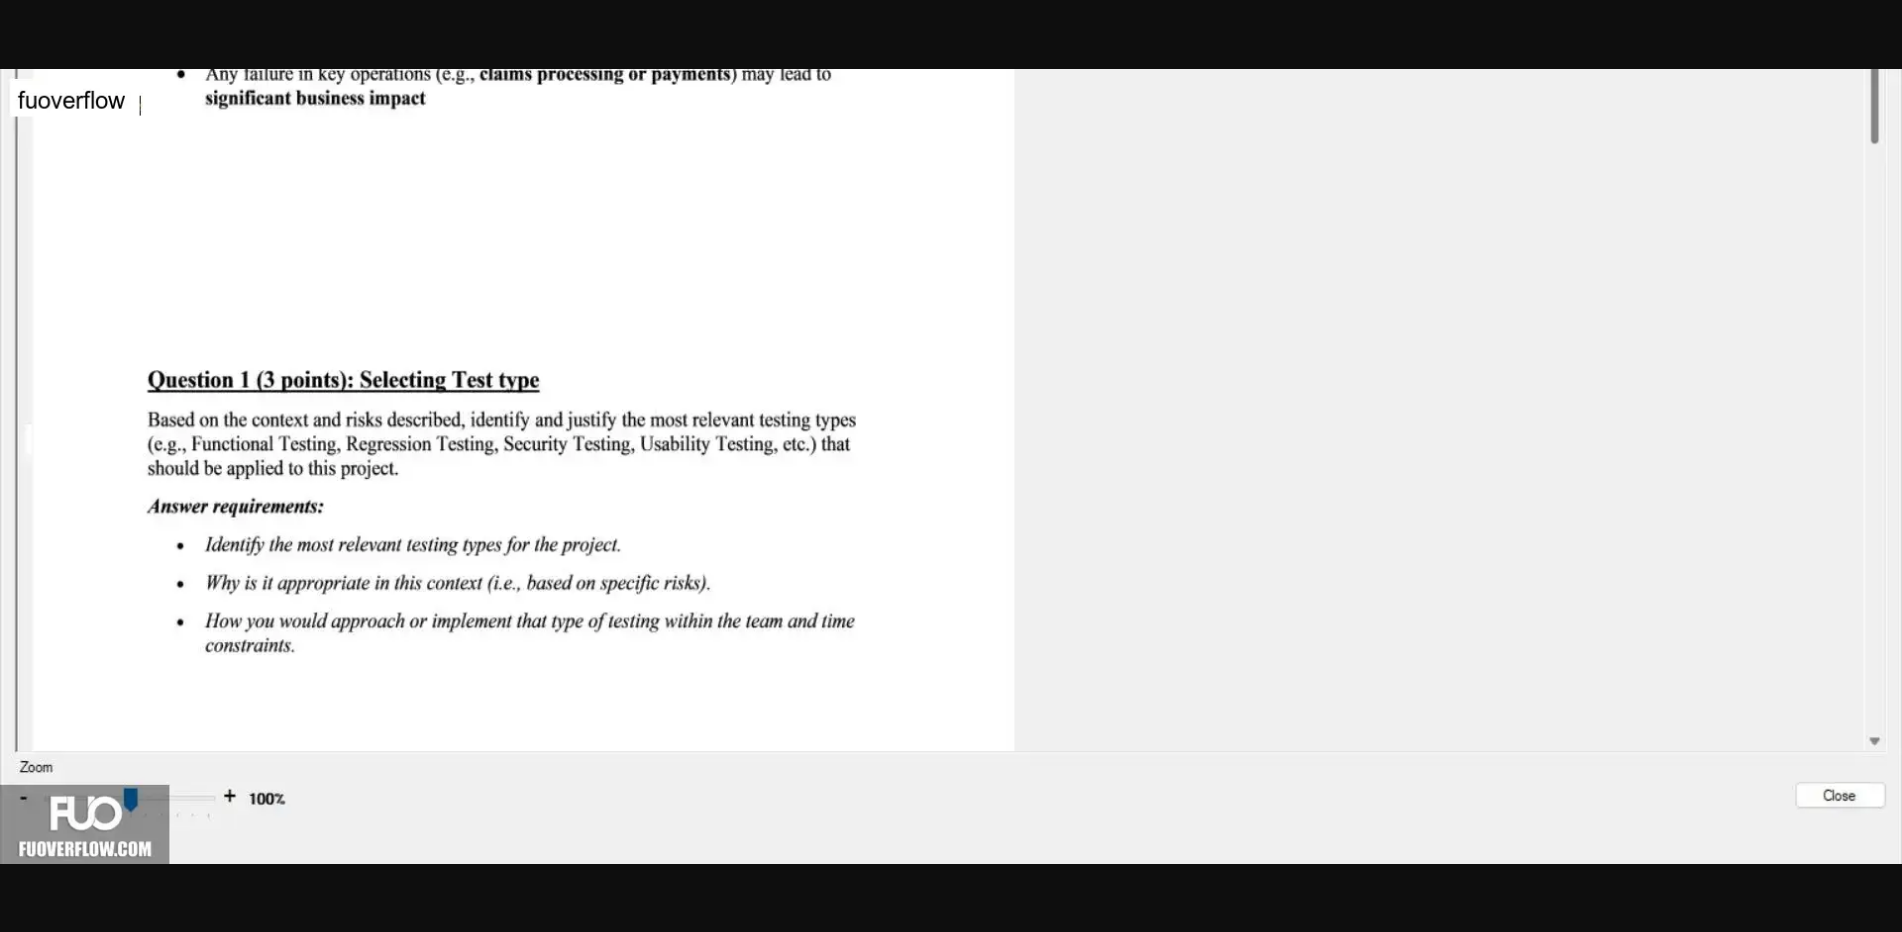 • Any failure in key operations (e.g., claims processing or payments) may lead to
significant business impact
fuoverflow |
Question 1 (3 points): Selecting Test type
Based on the context and risks described, identify and justify the most relevant testing types
(e.g., Functional Testing, Regression Testing, Security Testing, Usability Testing, etc.) that
should be applied to this project.
Answer requirements:
• Identify the most relevant testing types for the project.
• Why is it appropriate in this context (i.e., based on specific risks).
• How you would approach or implement that type of testing within the team and time
constraints.
Zoom
- + 100%
Close
FUO
FUOVERFLOW.COM